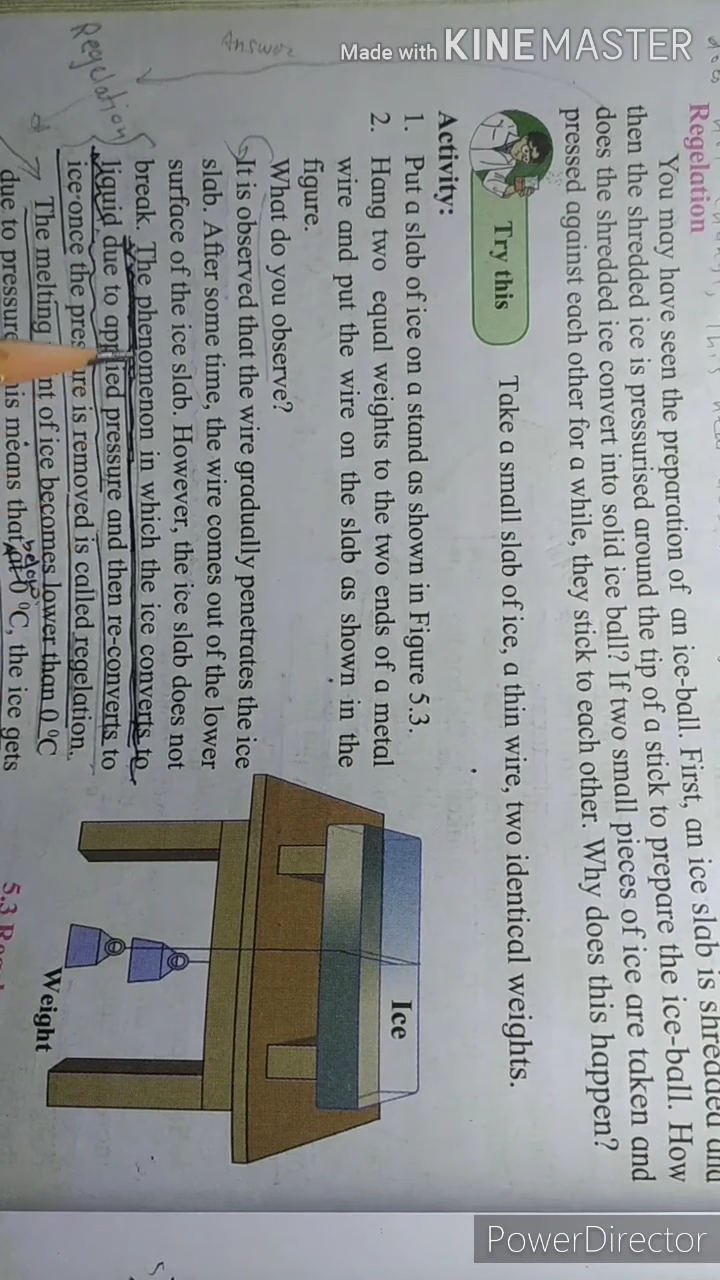 Made with KINEMASTER
Answer
Regelation
Regelation
You may have seen the preparation of an ice-ball. First, an ice slab is shredded and
then the shredded ice is pressurised around the tip of a stick to prepare the ice-ball. How
does the shredded ice convert into solid ice ball? If two small pieces of ice are taken and
pressed against each other for a while, they stick to each other. Why does this happen?
Try this
Take a small slab of ice, a thin wire, two identical weights.
Activity:
1. Put a slab of ice on a stand as shown in Figure 5.3.
2. Hang two equal weights to the two ends of a metal
wire and put the wire on the slab as shown in the
figure.
What do you observe?
It is observed that the wire gradually penetrates the ice
slab. After some time, the wire comes out of the lower
surface of the ice slab. However, the ice slab does not
break. The phenomenon in which the ice converts to
liquid due to applied pressure and then re-converts to
ice once the pressure is removed is called regelation.
The melting nt of ice becomes lower than 0 °C
below
due to pressure his means that at 0 °C, the ice gets
Ice
Weight
5.3
PowerDirector